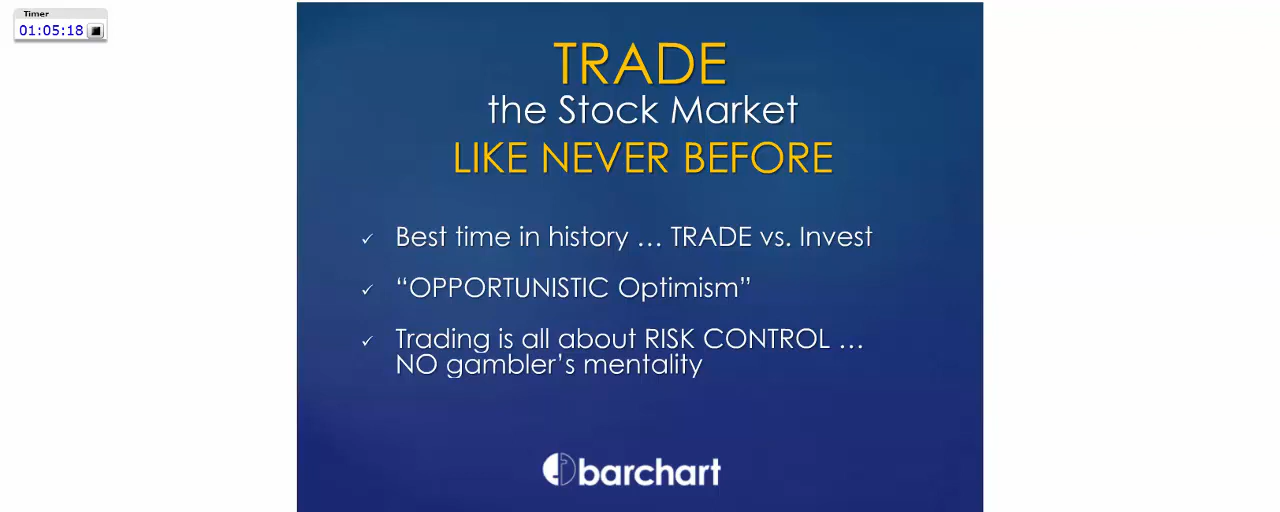 Timer
01:05:18
TRADE
the Stock Market
LIKE NEVER BEFORE
✓ Best time in history … TRADE vs. Invest
✓ “OPPORTUNISTIC Optimism”
✓ Trading is all about RISK CONTROL …
NO gambler’s mentality
barchart